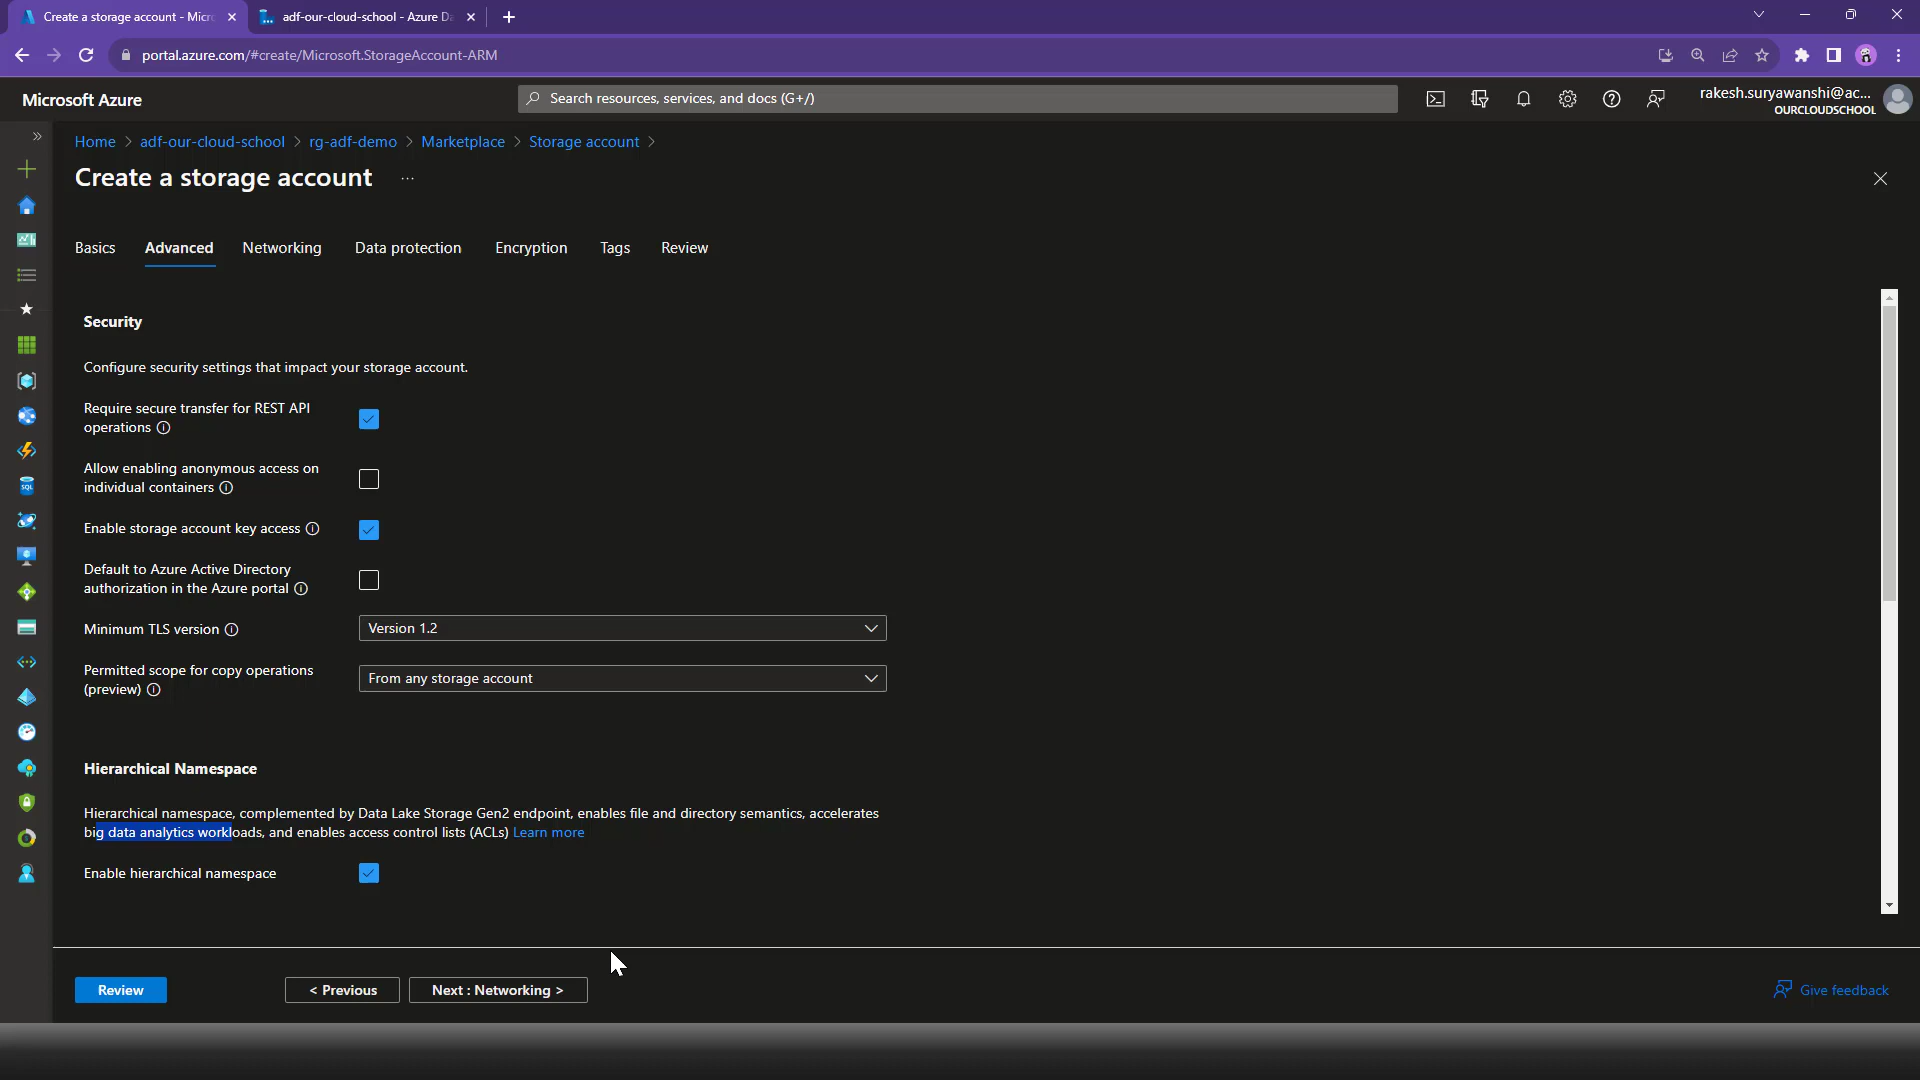 Create a storage account - Micr
adf-our-cloud-school - Azure Da
portal.azure.com/#create/Microsoft.StorageAccount-ARM
Microsoft Azure
Search resources, services, and docs (G+/)
rakesh.suryawanshi@ac...
OURCLOUDSCHOOL
Home > adf-our-cloud-school > rg-adf-demo > Marketplace > Storage account >
Create a storage account ...
Basics Advanced Networking Data protection Encryption Tags Review
Security
Configure security settings that impact your storage account.
Require secure transfer for REST API
operations
Allow enabling anonymous access on
individual containers
Enable storage account key access
Default to Azure Active Directory
authorization in the Azure portal
Minimum TLS version
Version 1.2
Permitted scope for copy operations
(preview)
From any storage account
Hierarchical Namespace
Hierarchical namespace, complemented by Data Lake Storage Gen2 endpoint, enables file and directory semantics, accelerates
big data analytics workloads, and enables access control lists (ACLs) Learn more
Enable hierarchical namespace
Review
< Previous
Next : Networking >
Give feedback
SQL